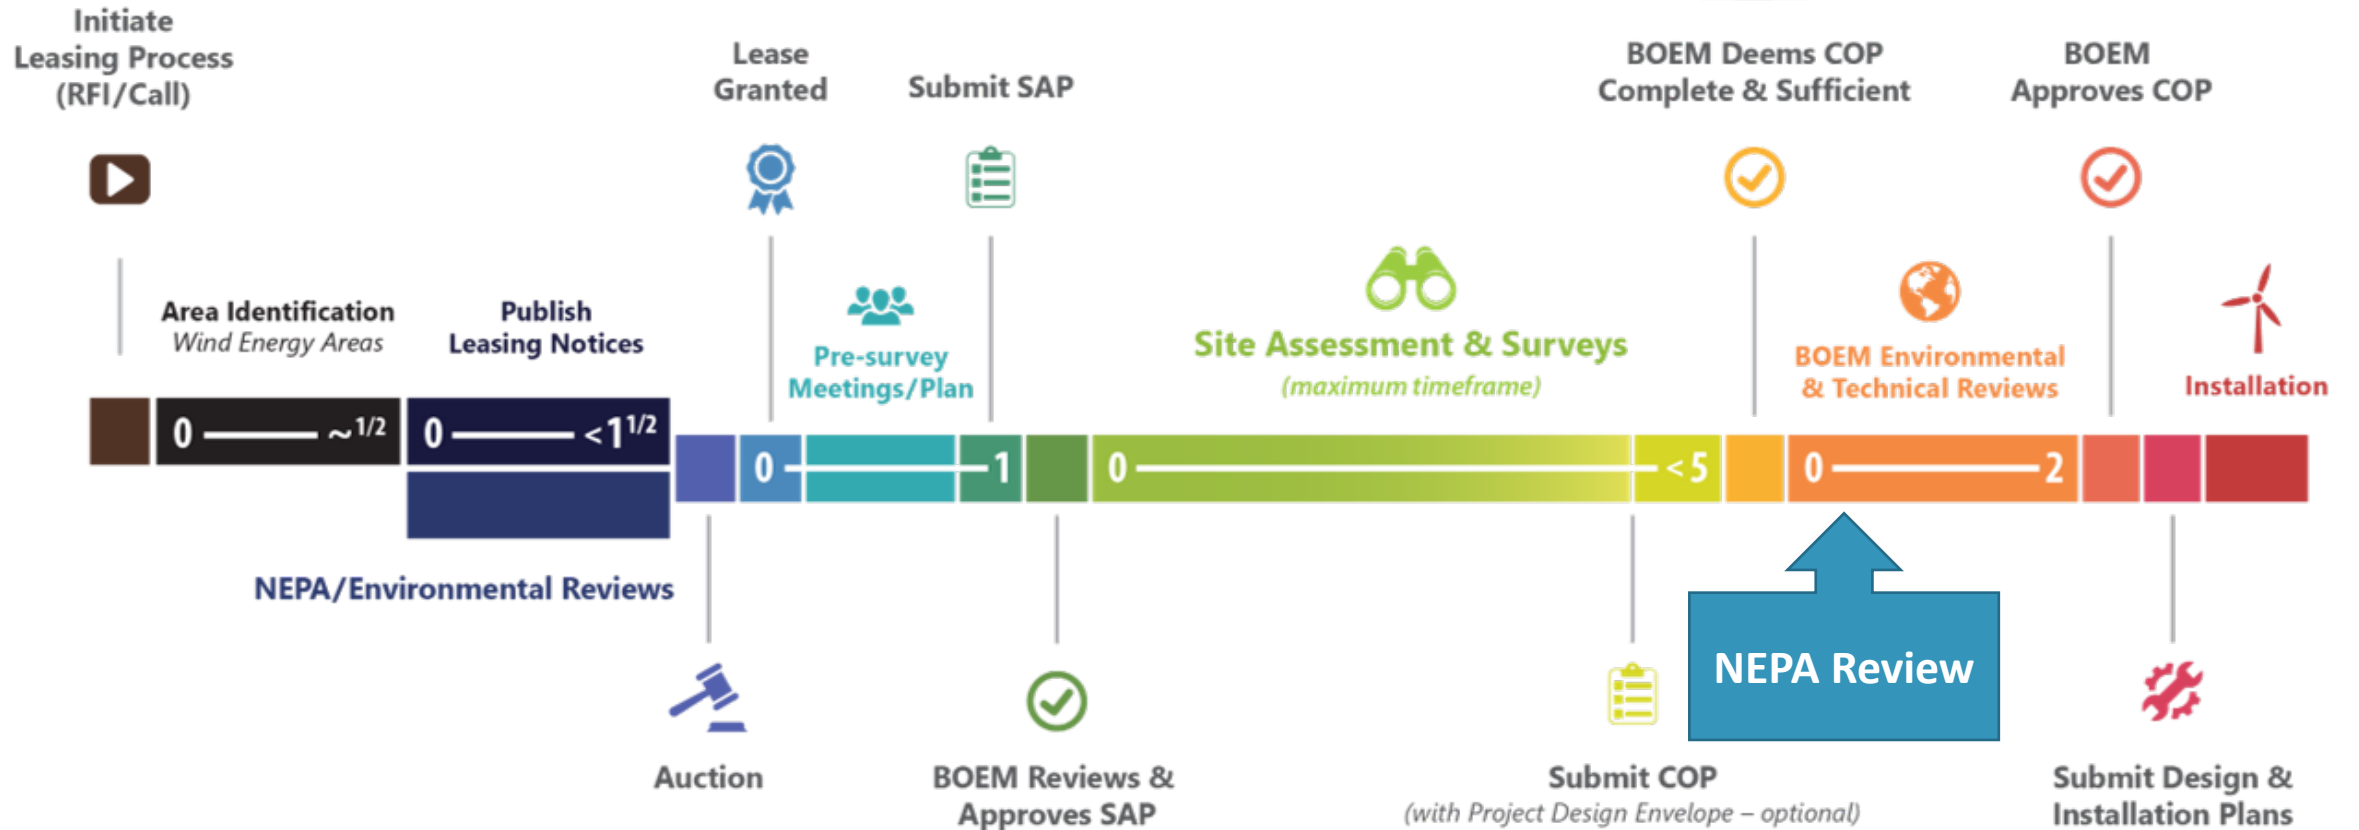 Initiate
Leasing Process
(RFI/Call)
Lease
Granted
Submit SAP
BOEM Deems COP
Complete & Sufficient
BOEM
Approves COP
Area Identification
Wind Energy Areas
Publish
Leasing Notices
Pre-survey
Meetings/Plan
Site Assessment & Surveys
(maximum timeframe)
BOEM Environmental
& Technical Reviews
Installation
0 ~1/2
0 <1 1/2
0 1
0 <5
0 2
NEPA/Environmental Reviews
NEPA Review
Auction
BOEM Reviews &
Approves SAP
Submit COP
(with Project Design Envelope – optional)
Submit Design &
Installation Plans